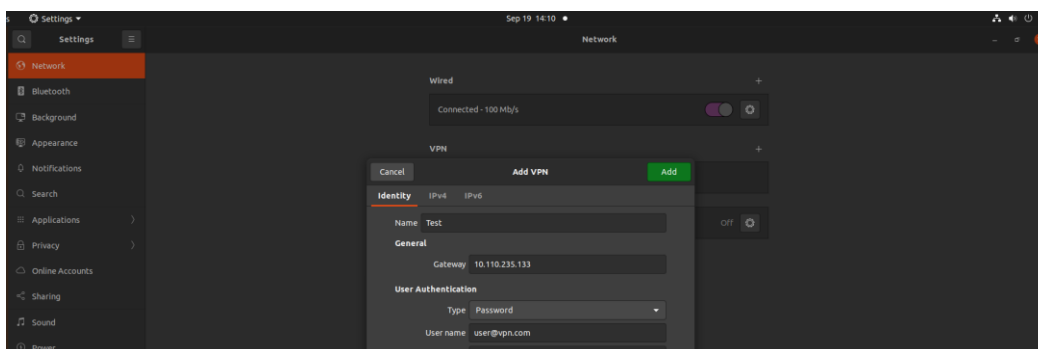 s Settings Sep 19 14:10
Settings Network
Network
Bluetooth
Background
Appearance
Notifications
Search
Applications
Privacy
Online Accounts
Sharing
Sound
Power
Wired
Connected - 100 Mb/s
VPN
Off
Cancel Add VPN Add
Identity IPv4 IPv6
Name Test
General
Gateway 10.110.235.133
User Authentication
Type Password
User name user@vpn.com